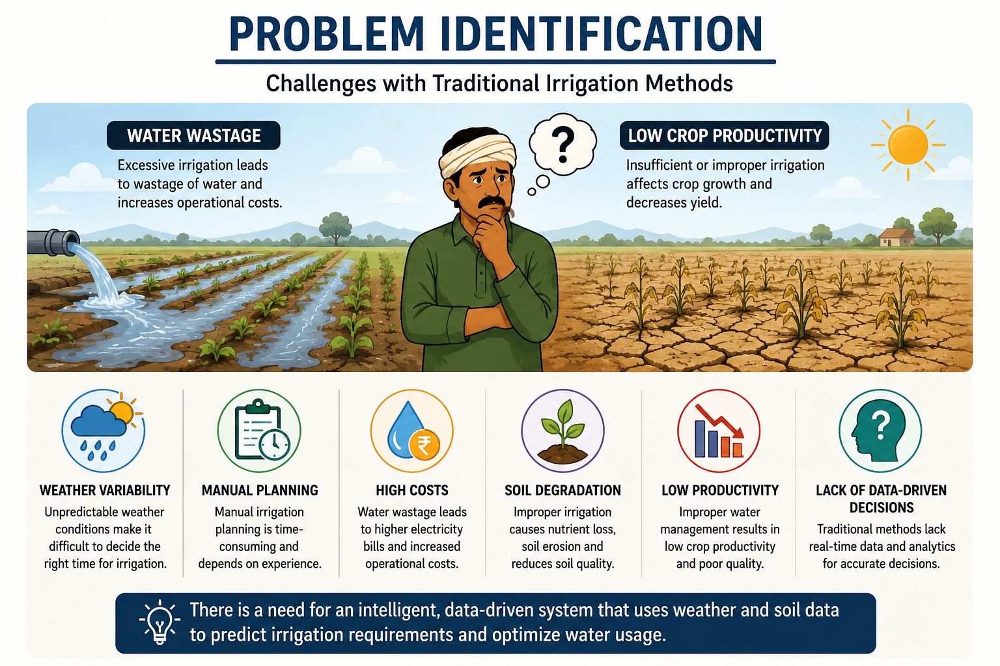 PROBLEM IDENTIFICATION
Challenges with Traditional Irrigation Methods
WATER WASTAGE
Excessive irrigation leads
to wastage of water and
increases operational costs.
?
LOW CROP PRODUCTIVITY
Insufficient or improper irrigation
affects crop growth and
decreases yield.
₹
?
WEATHER VARIABILITY
Unpredictable weather
conditions make it
difficult to decide the
right time for irrigation.
MANUAL PLANNING
Manual irrigation
planning is time-
consuming and
depends on experience.
HIGH COSTS
Water wastage leads
to higher electricity
bills and increased
operational costs.
SOIL DEGRADATION
Improper irrigation
causes nutrient loss,
soil erosion and
reduces soil quality.
LOW PRODUCTIVITY
Improper water
management results in
low crop productivity
and poor quality.
LACK OF DATA-DRIVEN
DECISIONS
Traditional methods lack
real-time data and analytics
for accurate decisions.
There is a need for an intelligent, data-driven system that uses weather and soil data
to predict irrigation requirements and optimize water usage.